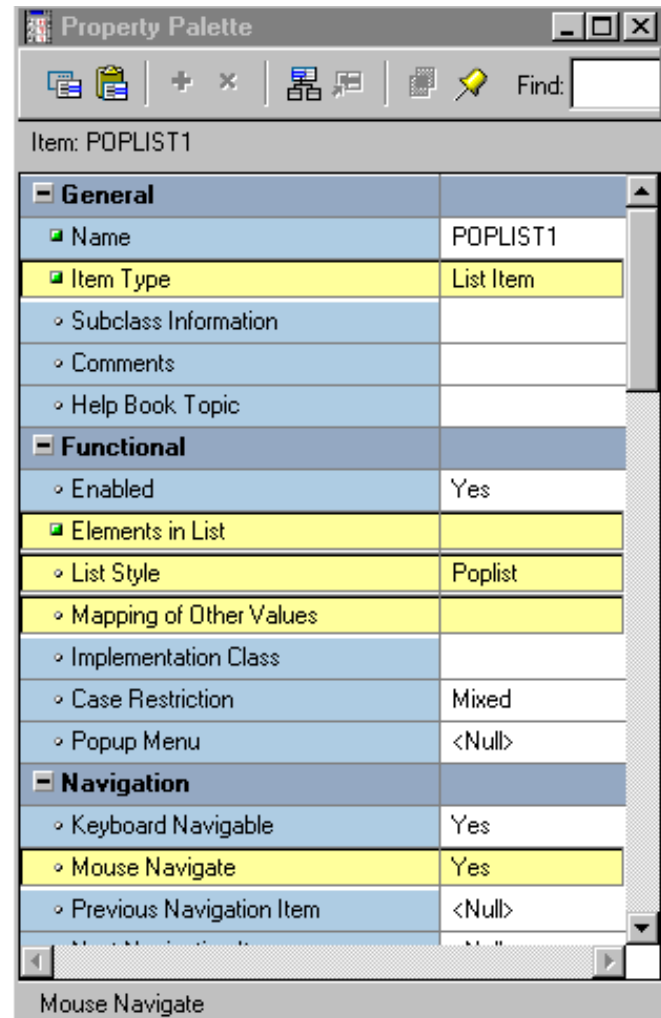 Property Palette
Find:
Item: POPLIST1
General
Name POPLIST1
Item Type List Item
Subclass Information
Comments
Help Book Topic
Functional
Enabled Yes
Elements in List
List Style Poplist
Mapping of Other Values
Implementation Class
Case Restriction Mixed
Popup Menu <Null>
Navigation
Keyboard Navigable Yes
Mouse Navigate Yes
Previous Navigation Item <Null>
Mouse Navigate